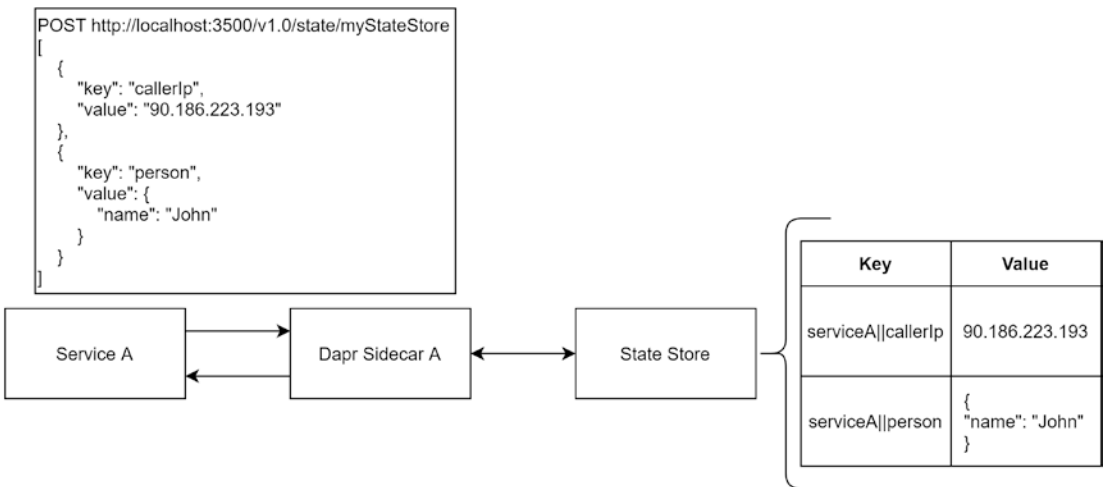 POST http://localhost:3500/v1.0/state/myStateStore
[
{
"key": "callerIp",
"value": "90.186.223.193"
},
{
"key": "person",
"value": {
"name": "John"
}
}
]
Service A
Dapr Sidecar A
State Store
Key Value
serviceA||callerIp 90.186.223.193
serviceA||person {
"name": "John"
}